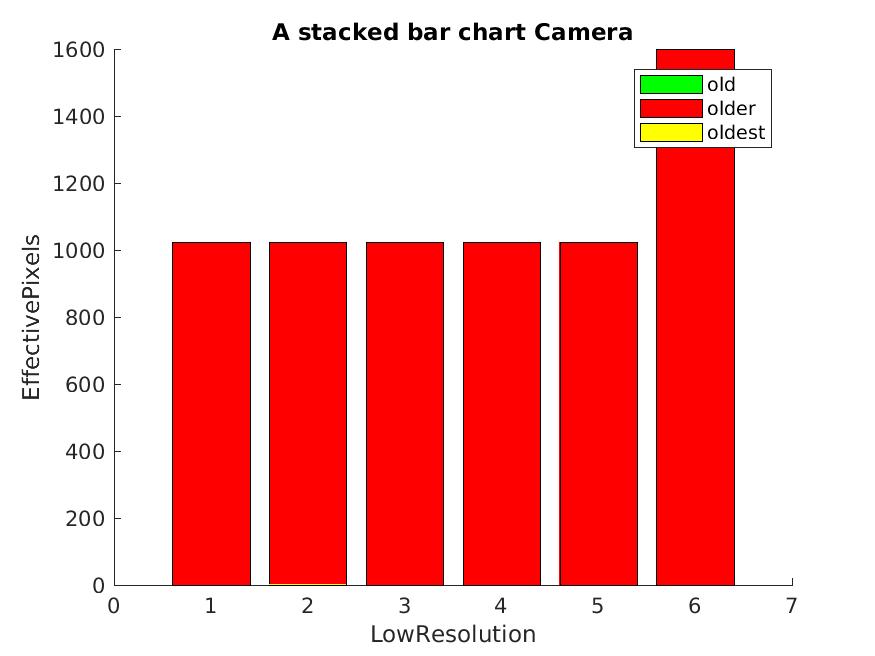 A stacked bar chart Camera
1600
1400
1200
1000
800
600
400
200
0
EffectivePixels
old
older
oldest
0 1 2 3 4 5 6 7
LowResolution